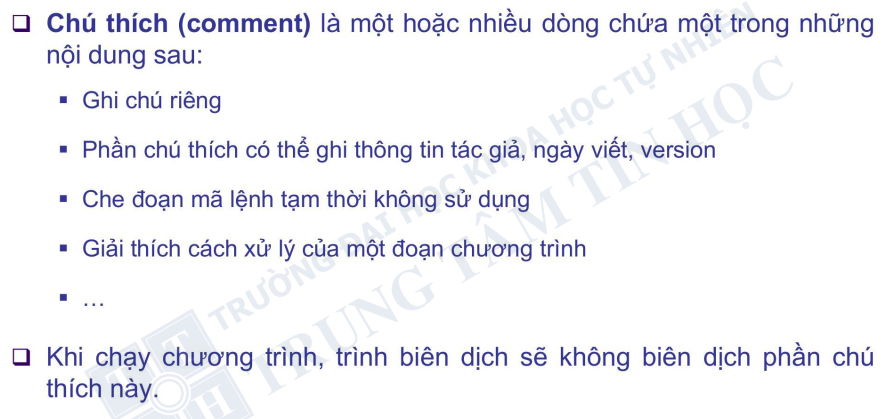 ❑ Chú thích (comment) là một hoặc nhiều dòng chứa một trong những
nội dung sau:
▪ Ghi chú riêng
▪ Phần chú thích có thể ghi thông tin tác giả, ngày viết, version
▪ Che đoạn mã lệnh tạm thời không sử dụng
▪ Giải thích cách xử lý của một đoạn chương trình
▪ …
❑ Khi chạy chương trình, trình biên dịch sẽ không biên dịch phần chú
thích này.
TRƯỜNG ĐẠI HỌC KHOA HỌC TỰ NHIÊN
TRUNG TÂM TIN HỌC